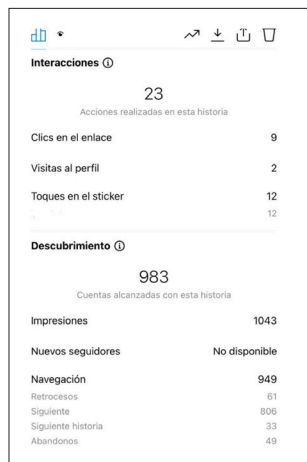 Interacciones
23
Acciones realizadas en esta historia
Clics en el enlace 9
Visitas al perfil 2
Toques en el sticker 12
12
Descubrimiento
983
Cuentas alcanzadas con esta historia
Impresiones 1043
Nuevos seguidores No disponible
Navegación 949
Retrocesos 61
Siguiente 806
Siguiente historia 33
Abandonos 49